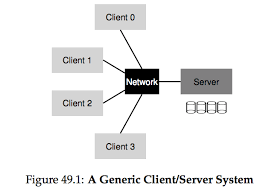 Client 0
Client 1
Network
Server
Client 2
Client 3
Figure 49.1: A Generic Client/Server System